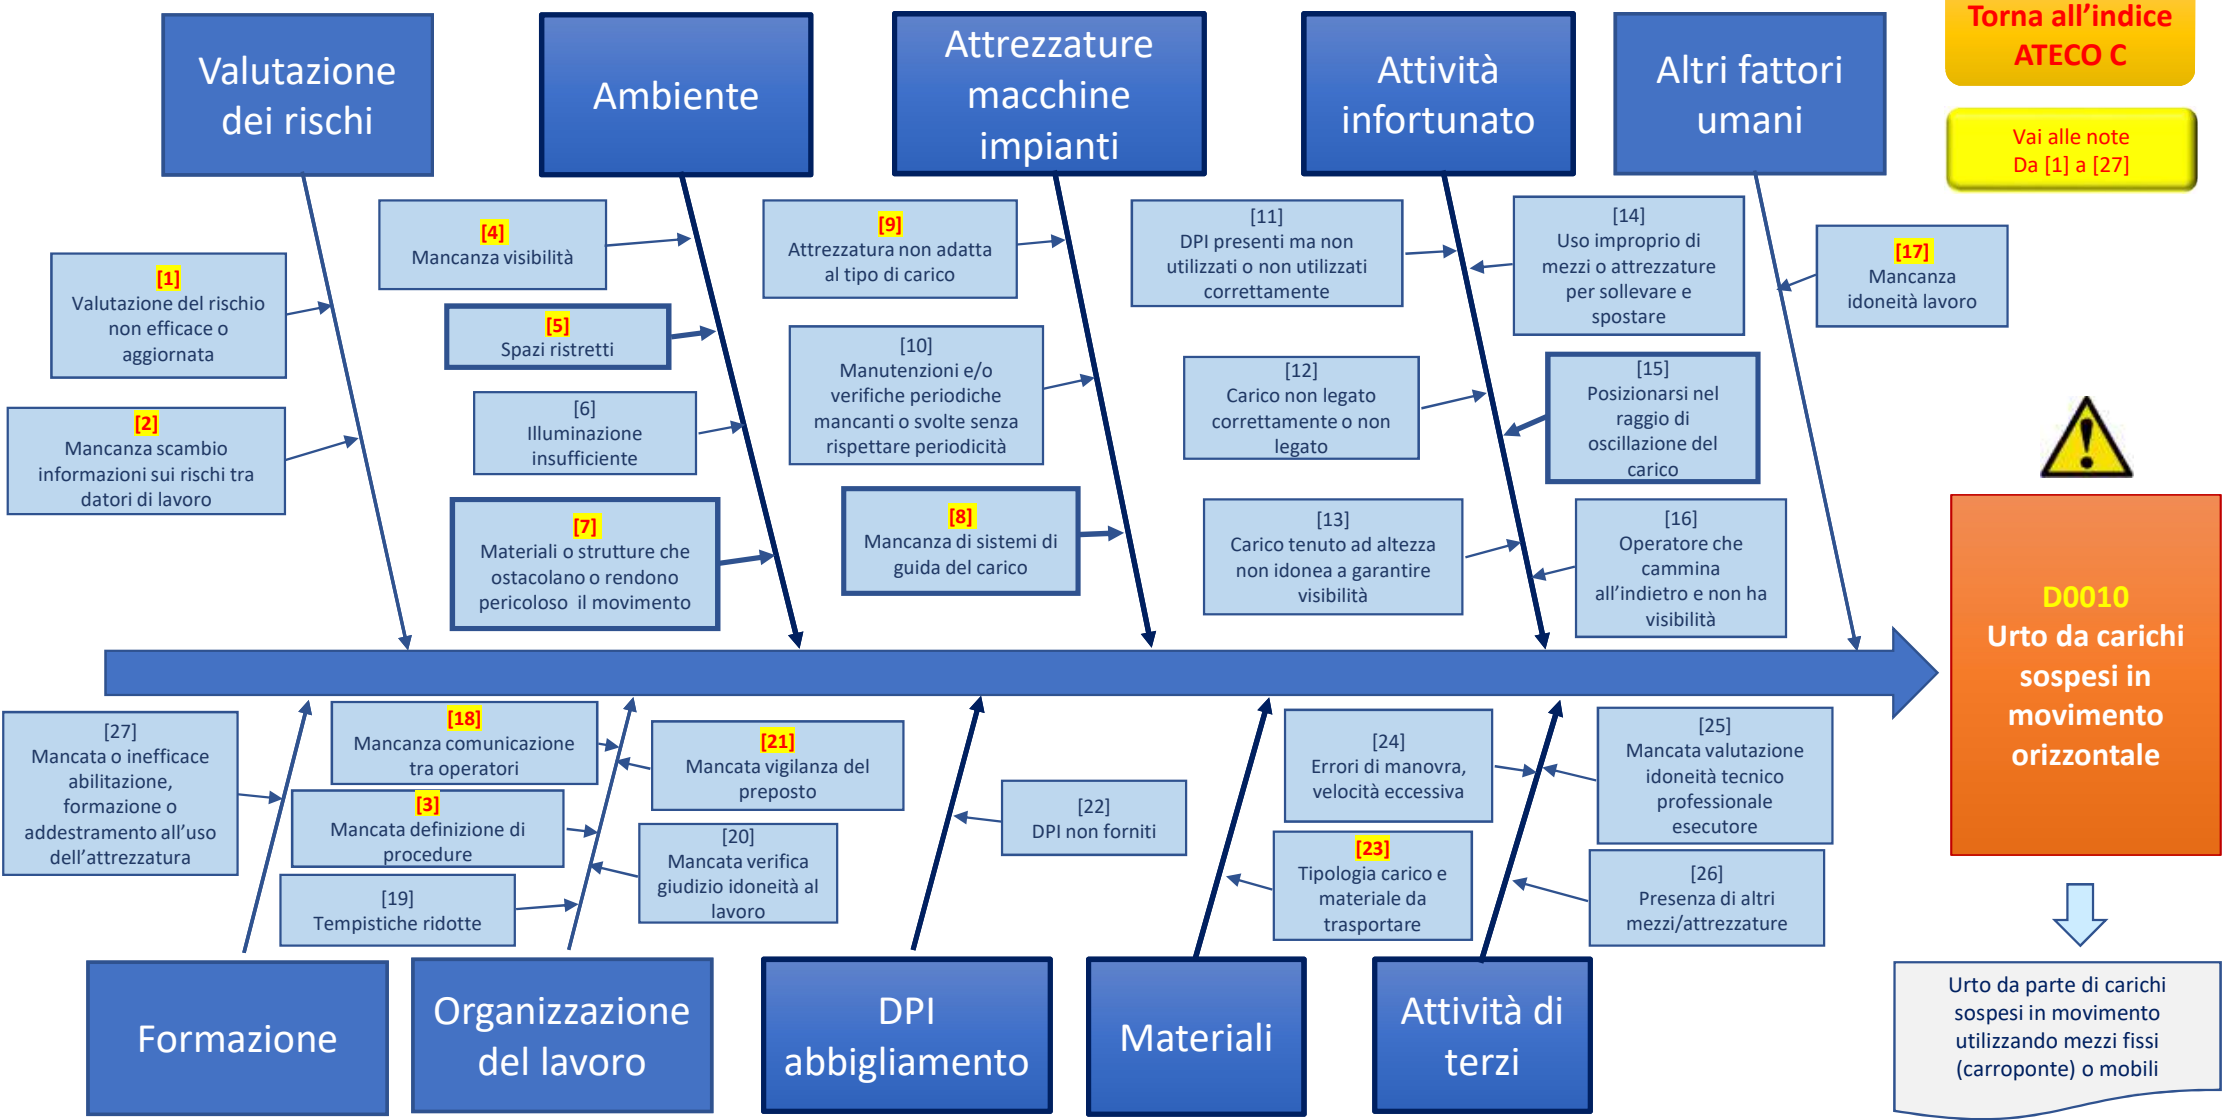 Valutazione
dei rischi
Ambiente
Attrezzature
macchine
impianti
Attività
infortunato
Altri fattori
umani
Torna all'indice
ATECO C
Vai alle note
Da [1] a [27]
[1]
Valutazione del rischio
non efficace o
aggiornata
[2]
Mancanza scambio
informazioni sui rischi tra
datori di lavoro
[4]
Mancanza visibilità
[5]
Spazi ristretti
[6]
Illuminazione
insufficiente
[7]
Materiali o strutture che
ostacolano o rendono
pericoloso il movimento
[9]
Attrezzatura non adatta
al tipo di carico
[10]
Manutenzioni e/o
verifiche periodiche
mancanti o svolte senza
rispettare periodicità
[8]
Mancanza di sistemi di
guida del carico
[11]
DPI presenti ma non
utilizzati o non utilizzati
correttamente
[12]
Carico non legato
correttamente o non
legato
[13]
Carico tenuto ad altezza
non idonea a garantire
visibilità
[14]
Uso improprio di
mezzi o attrezzature
per sollevare e
spostare
[15]
Posizionarsi nel
raggio di
oscillazione del
carico
[16]
Operatore che
cammina
all'indietro e non ha
visibilità
[17]
Mancanza
idoneità lavoro
D0010
Urto da carichi
sospesi in
movimento
orizzontale
[27]
Mancata o inefficace
abilitazione,
formazione o
addestramento all'uso
dell'attrezzatura
[18]
Mancanza comunicazione
tra operatori
[3]
Mancata definizione di
procedure
[19]
Tempistiche ridotte
[21]
Mancata vigilanza del
preposto
[20]
Mancata verifica
giudizio idoneità al
lavoro
[22]
DPI non forniti
[24]
Errori di manovra,
velocità eccessiva
[23]
Tipologia carico e
materiale da
trasportare
[25]
Mancata valutazione
idoneità tecnico
professionale
esecutore
[26]
Presenza di altri
mezzi/attrezzature
Formazione
Organizzazione
del lavoro
DPI
abbigliamento
Materiali
Attività di
terzi
Urto da parte di carichi
sospesi in movimento
utilizzando mezzi fissi
(carroponte) o mobili